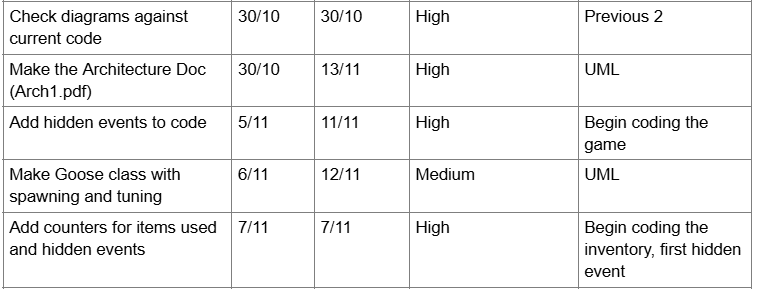 Check diagrams against 30/10 30/10 High Previous 2
current code
Make the Architecture Doc 30/10 13/11 High UML
(Arch1.pdf)
Add hidden events to code 5/11 11/11 High Begin coding the
game
Make Goose class with 6/11 12/11 Medium UML
spawning and tuning
Add counters for items used 7/11 7/11 High Begin coding the
and hidden events inventory, first hidden
event